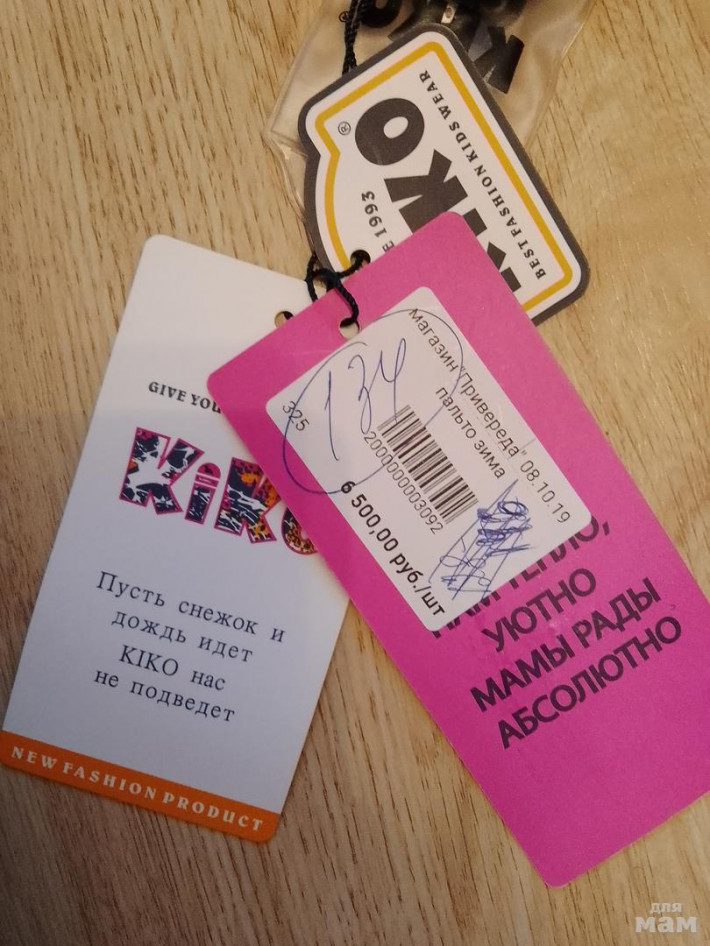 KIKO
®
KIKO
1993
BEST FASHION KIDS WEAR
GIVE YOU
KiKo
Пусть снежок и
дождь идет
KIKO нас
не подведет
NEW FASHION PRODUCT
магазин "Привереда" 08.10.19
пальто зима
325
134
2000000003092
6 500,00 руб./шт
ТЕПЛО,
УЮТНО
МАМЫ РАДЫ
АБСОЛЮТНО
для
мам